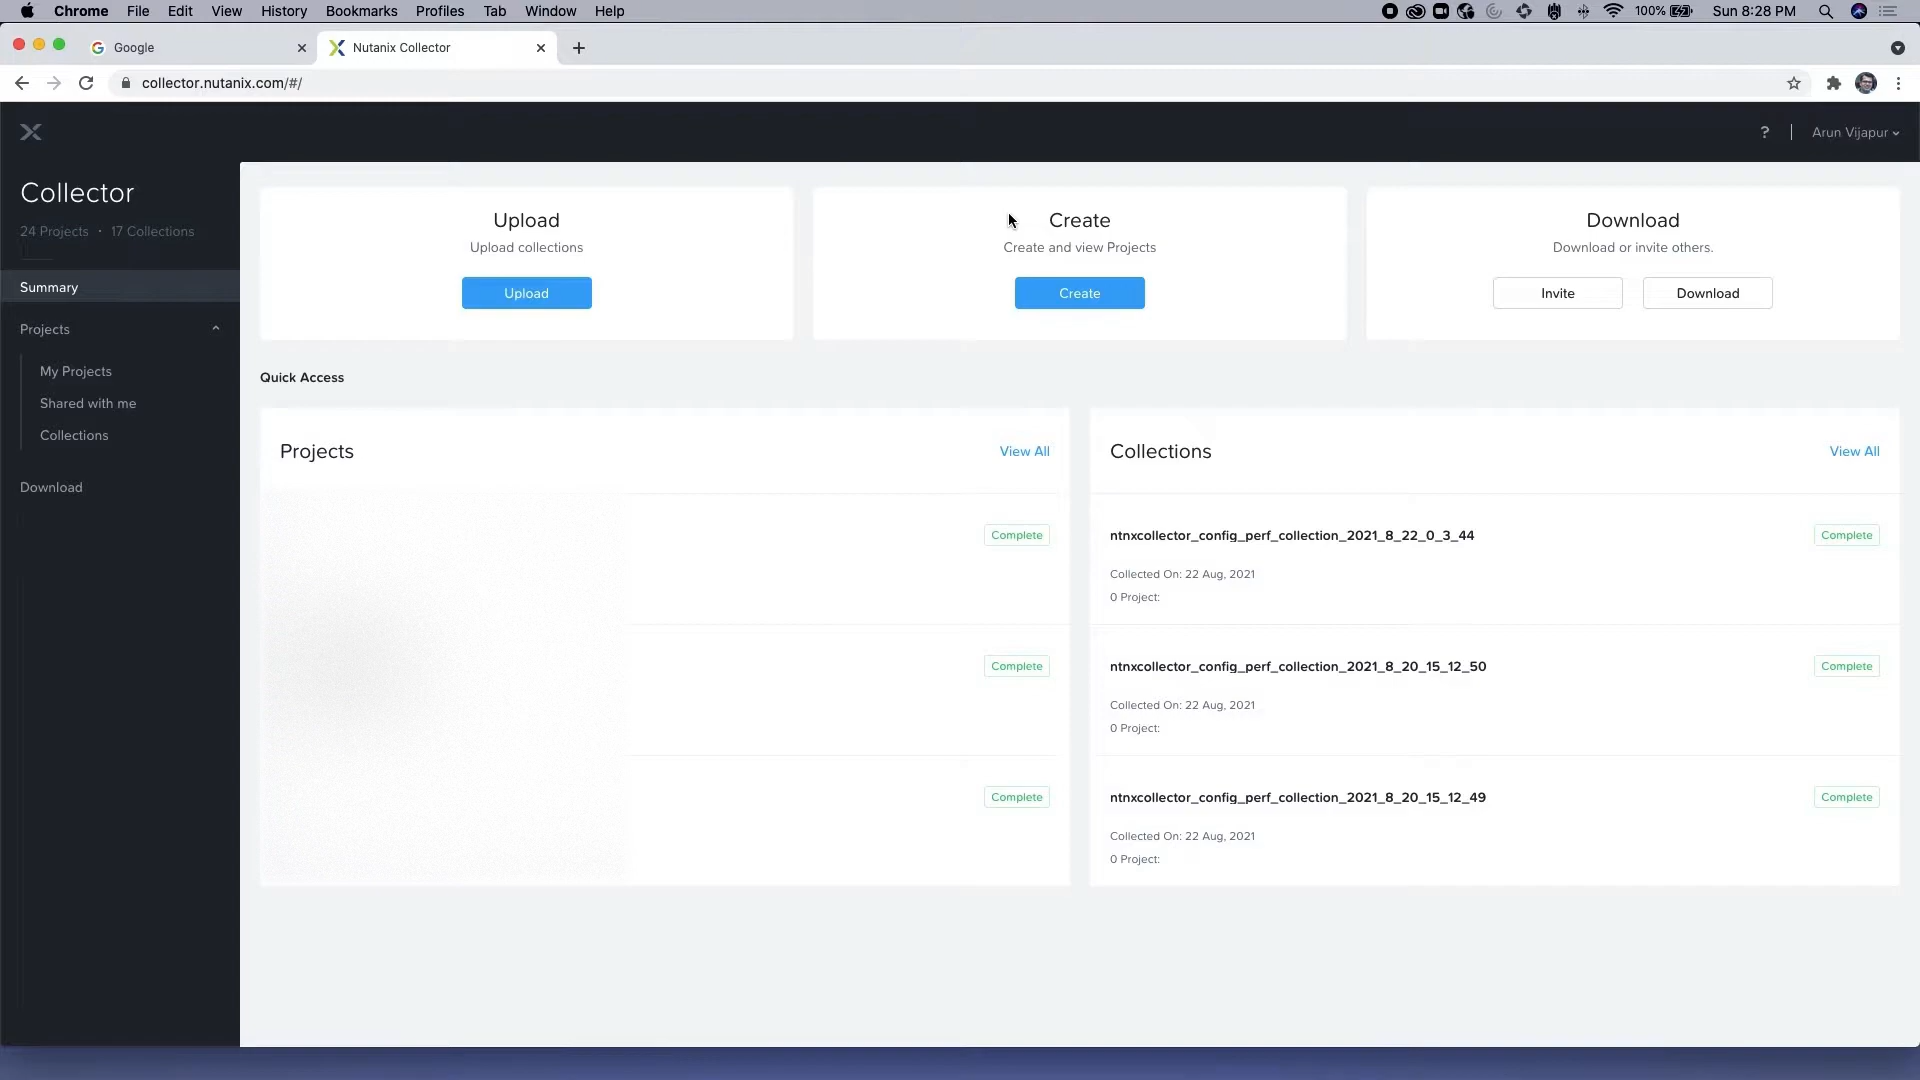 Chrome File Edit View History Bookmarks Profiles Tab Window Help 100% Sun 8:28 PM
Google Nutanix Collector
collector.nutanix.com/#/
? Arun Vijapur
Collector
24 Projects • 17 Collections
Summary
Projects
My Projects
Shared with me
Collections
Download
Upload
Upload collections
Upload
Create
Create and view Projects
Create
Download
Download or invite others.
Invite Download
Quick Access
Projects View All
Complete
Complete
Complete
Collections View All
ntnxcollector_config_perf_collection_2021_8_22_0_3_44 Complete
Collected On: 22 Aug, 2021
0 Project:
ntnxcollector_config_perf_collection_2021_8_20_15_12_50 Complete
Collected On: 22 Aug, 2021
0 Project:
ntnxcollector_config_perf_collection_2021_8_20_15_12_49 Complete
Collected On: 22 Aug, 2021
0 Project: